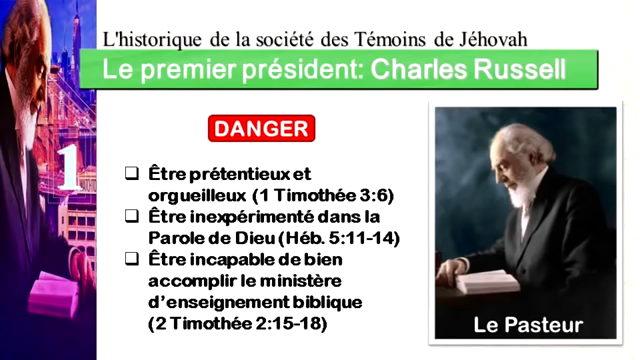 L'historique de la société des Témoins de Jéhovah
Le premier président: Charles Russell
1
DANGER
❑ Être prétentieux et
orgueilleux (1 Timothée 3:6)
❑ Être inexpérimenté dans la
Parole de Dieu (Héb. 5:11-14)
❑ Être incapable de bien
accomplir le ministère
d'enseignement biblique
(2 Timothée 2:15-18)
Le Pasteur